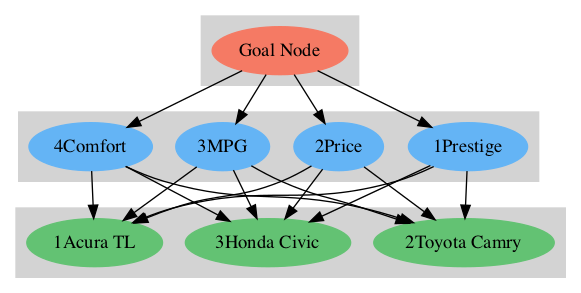 Goal Node
4Comfort
3MPG
2Price
1Prestige
1Acura TL
3Honda Civic
2Toyota Camry